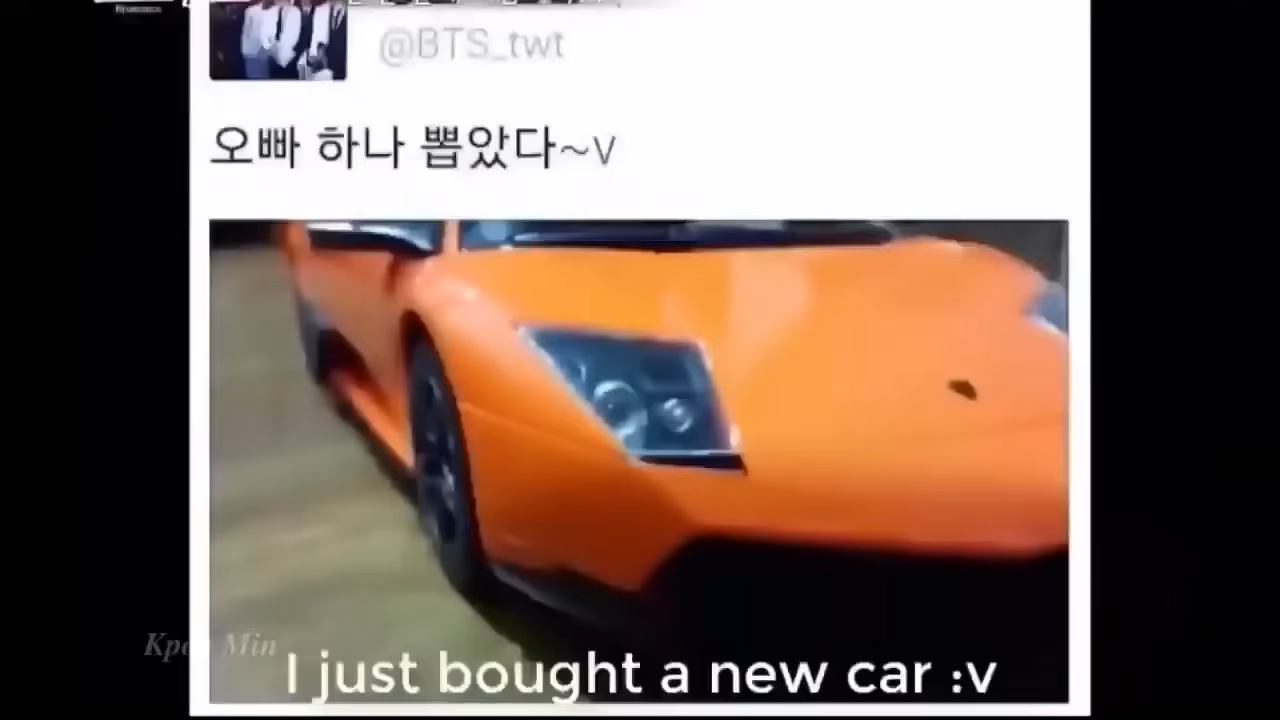 @BTS_twt
오빠 하나 뽑았다~v
Kpop Min
I just bought a new car :v